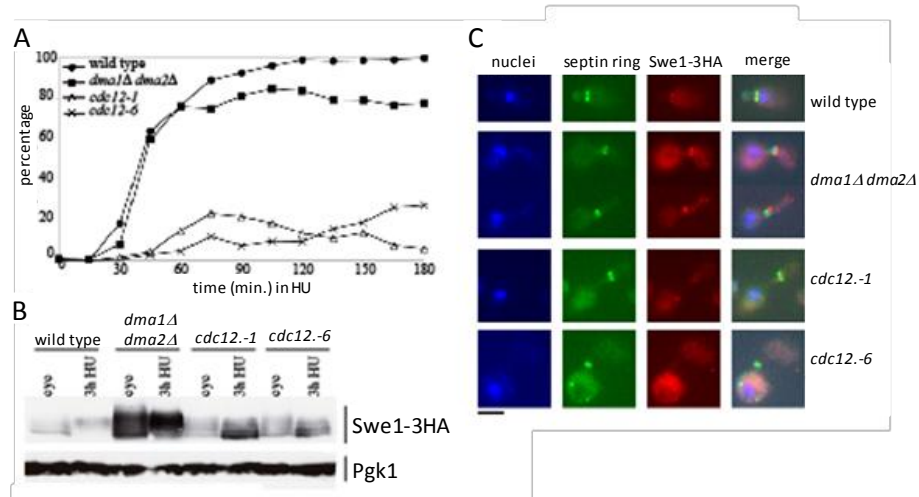 A
100
80
60
40
20
0
percentage
wild type
dma1Δ dma2Δ
cdc12-1
cdc12-6
0 30 60 90 120 150 180
time (min.) in HU
B
wild type
dma1Δ
dma2Δ
cdc12.-1
cdc12.-6
cyc
3h HU
cyc
3h HU
cyc
3h HU
cyc
3h HU
Swe1-3HA
Pgk1
C
nuclei septin ring Swe1-3HA merge
wild type
dma1Δ dma2Δ
cdc12.-1
cdc12.-6